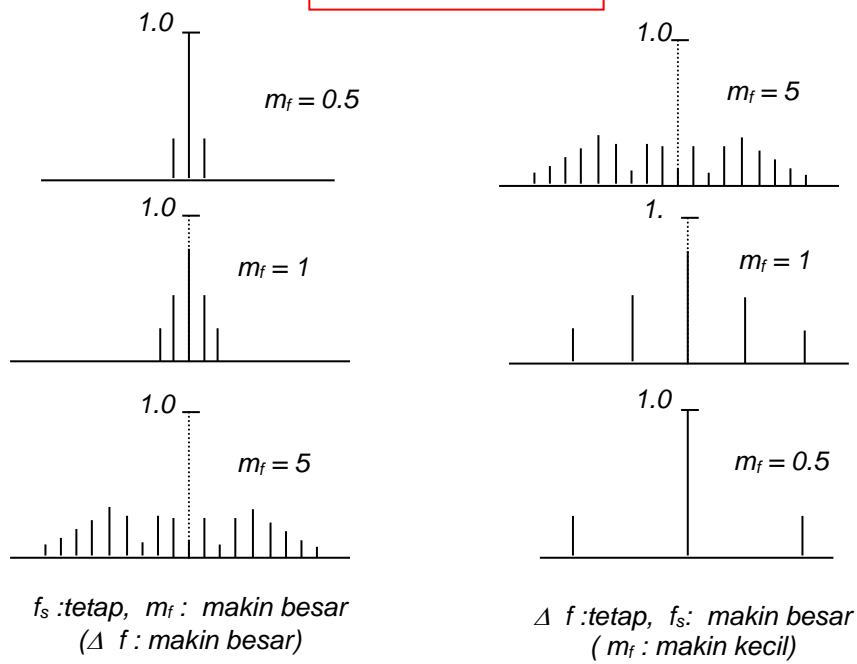 1.0
m_f = 0.5
1.0
m_f = 1
1.0
m_f = 5
f_s :tetap, m_f : makin besar
(Δ f : makin besar)
1.0
m_f = 5
1.
m_f = 1
1.0
m_f = 0.5
Δ f :tetap, f_s: makin besar
( m_f : makin kecil)